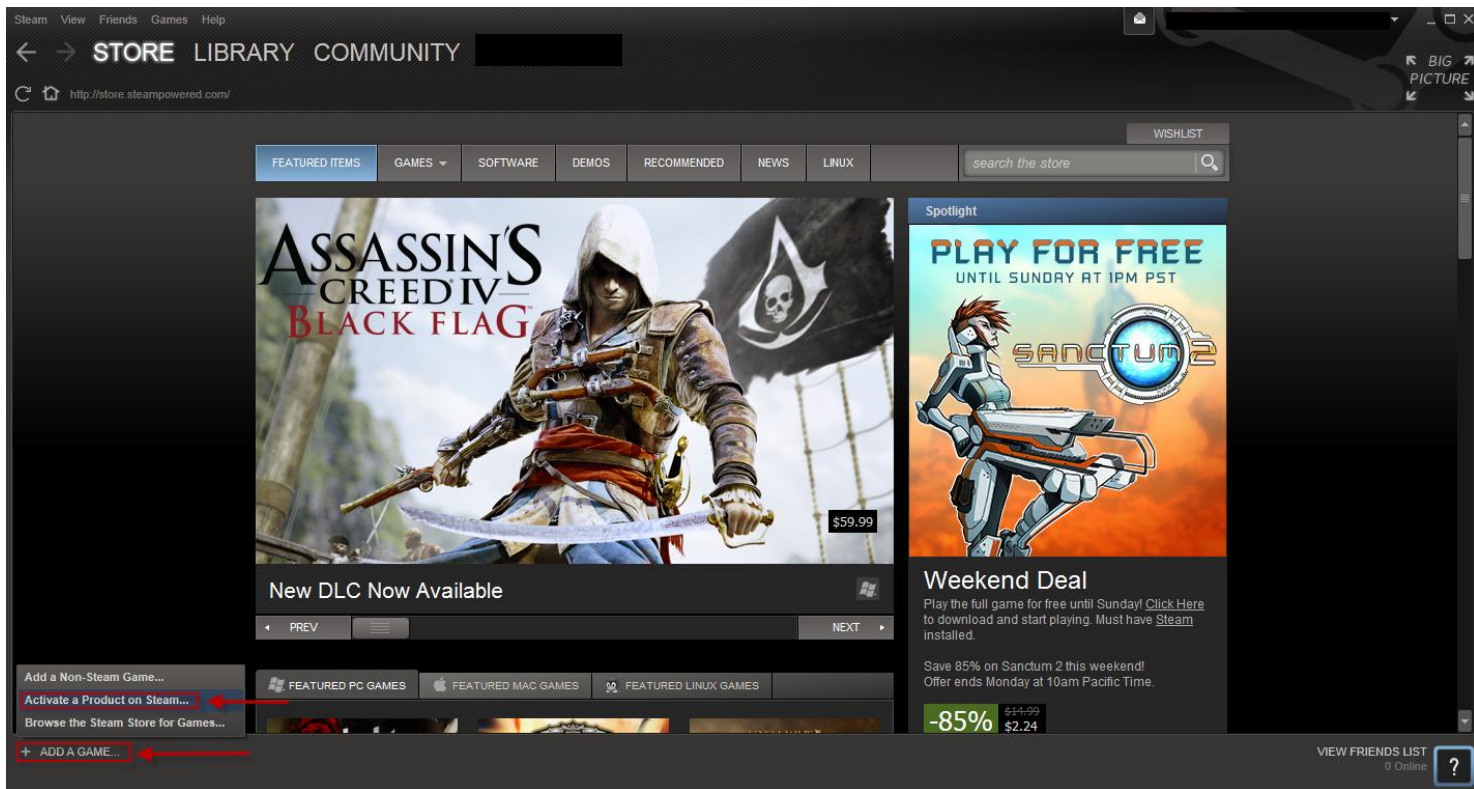 Steam View Friends Games Help
STORE LIBRARY COMMUNITY
BIG
PICTURE
http://store.steampowered.com/
WISHLIST
FEATURED ITEMS GAMES SOFTWARE DEMOS RECOMMENDED NEWS LINUX search the store
ASSASSIN'S
CREED IV
BLACK FLAG
$59.99
New DLC Now Available
PREV NEXT
Spotlight
PLAY FOR FREE
UNTIL SUNDAY AT 1PM PST
SANCTUM 2
Weekend Deal
Play the full game for free until Sunday! Click Here
to download and start playing. Must have Steam
installed.
Save 85% on Sanctum 2 this weekend!
Offer ends Monday at 10am Pacific Time.
-85% $14.99
$2.24
FEATURED PC GAMES FEATURED MAC GAMES FEATURED LINUX GAMES
Add a Non-Steam Game...
Activate a Product on Steam...
Browse the Steam Store for Games...
+ ADD A GAME...
VIEW FRIENDS LIST
0 Online
?